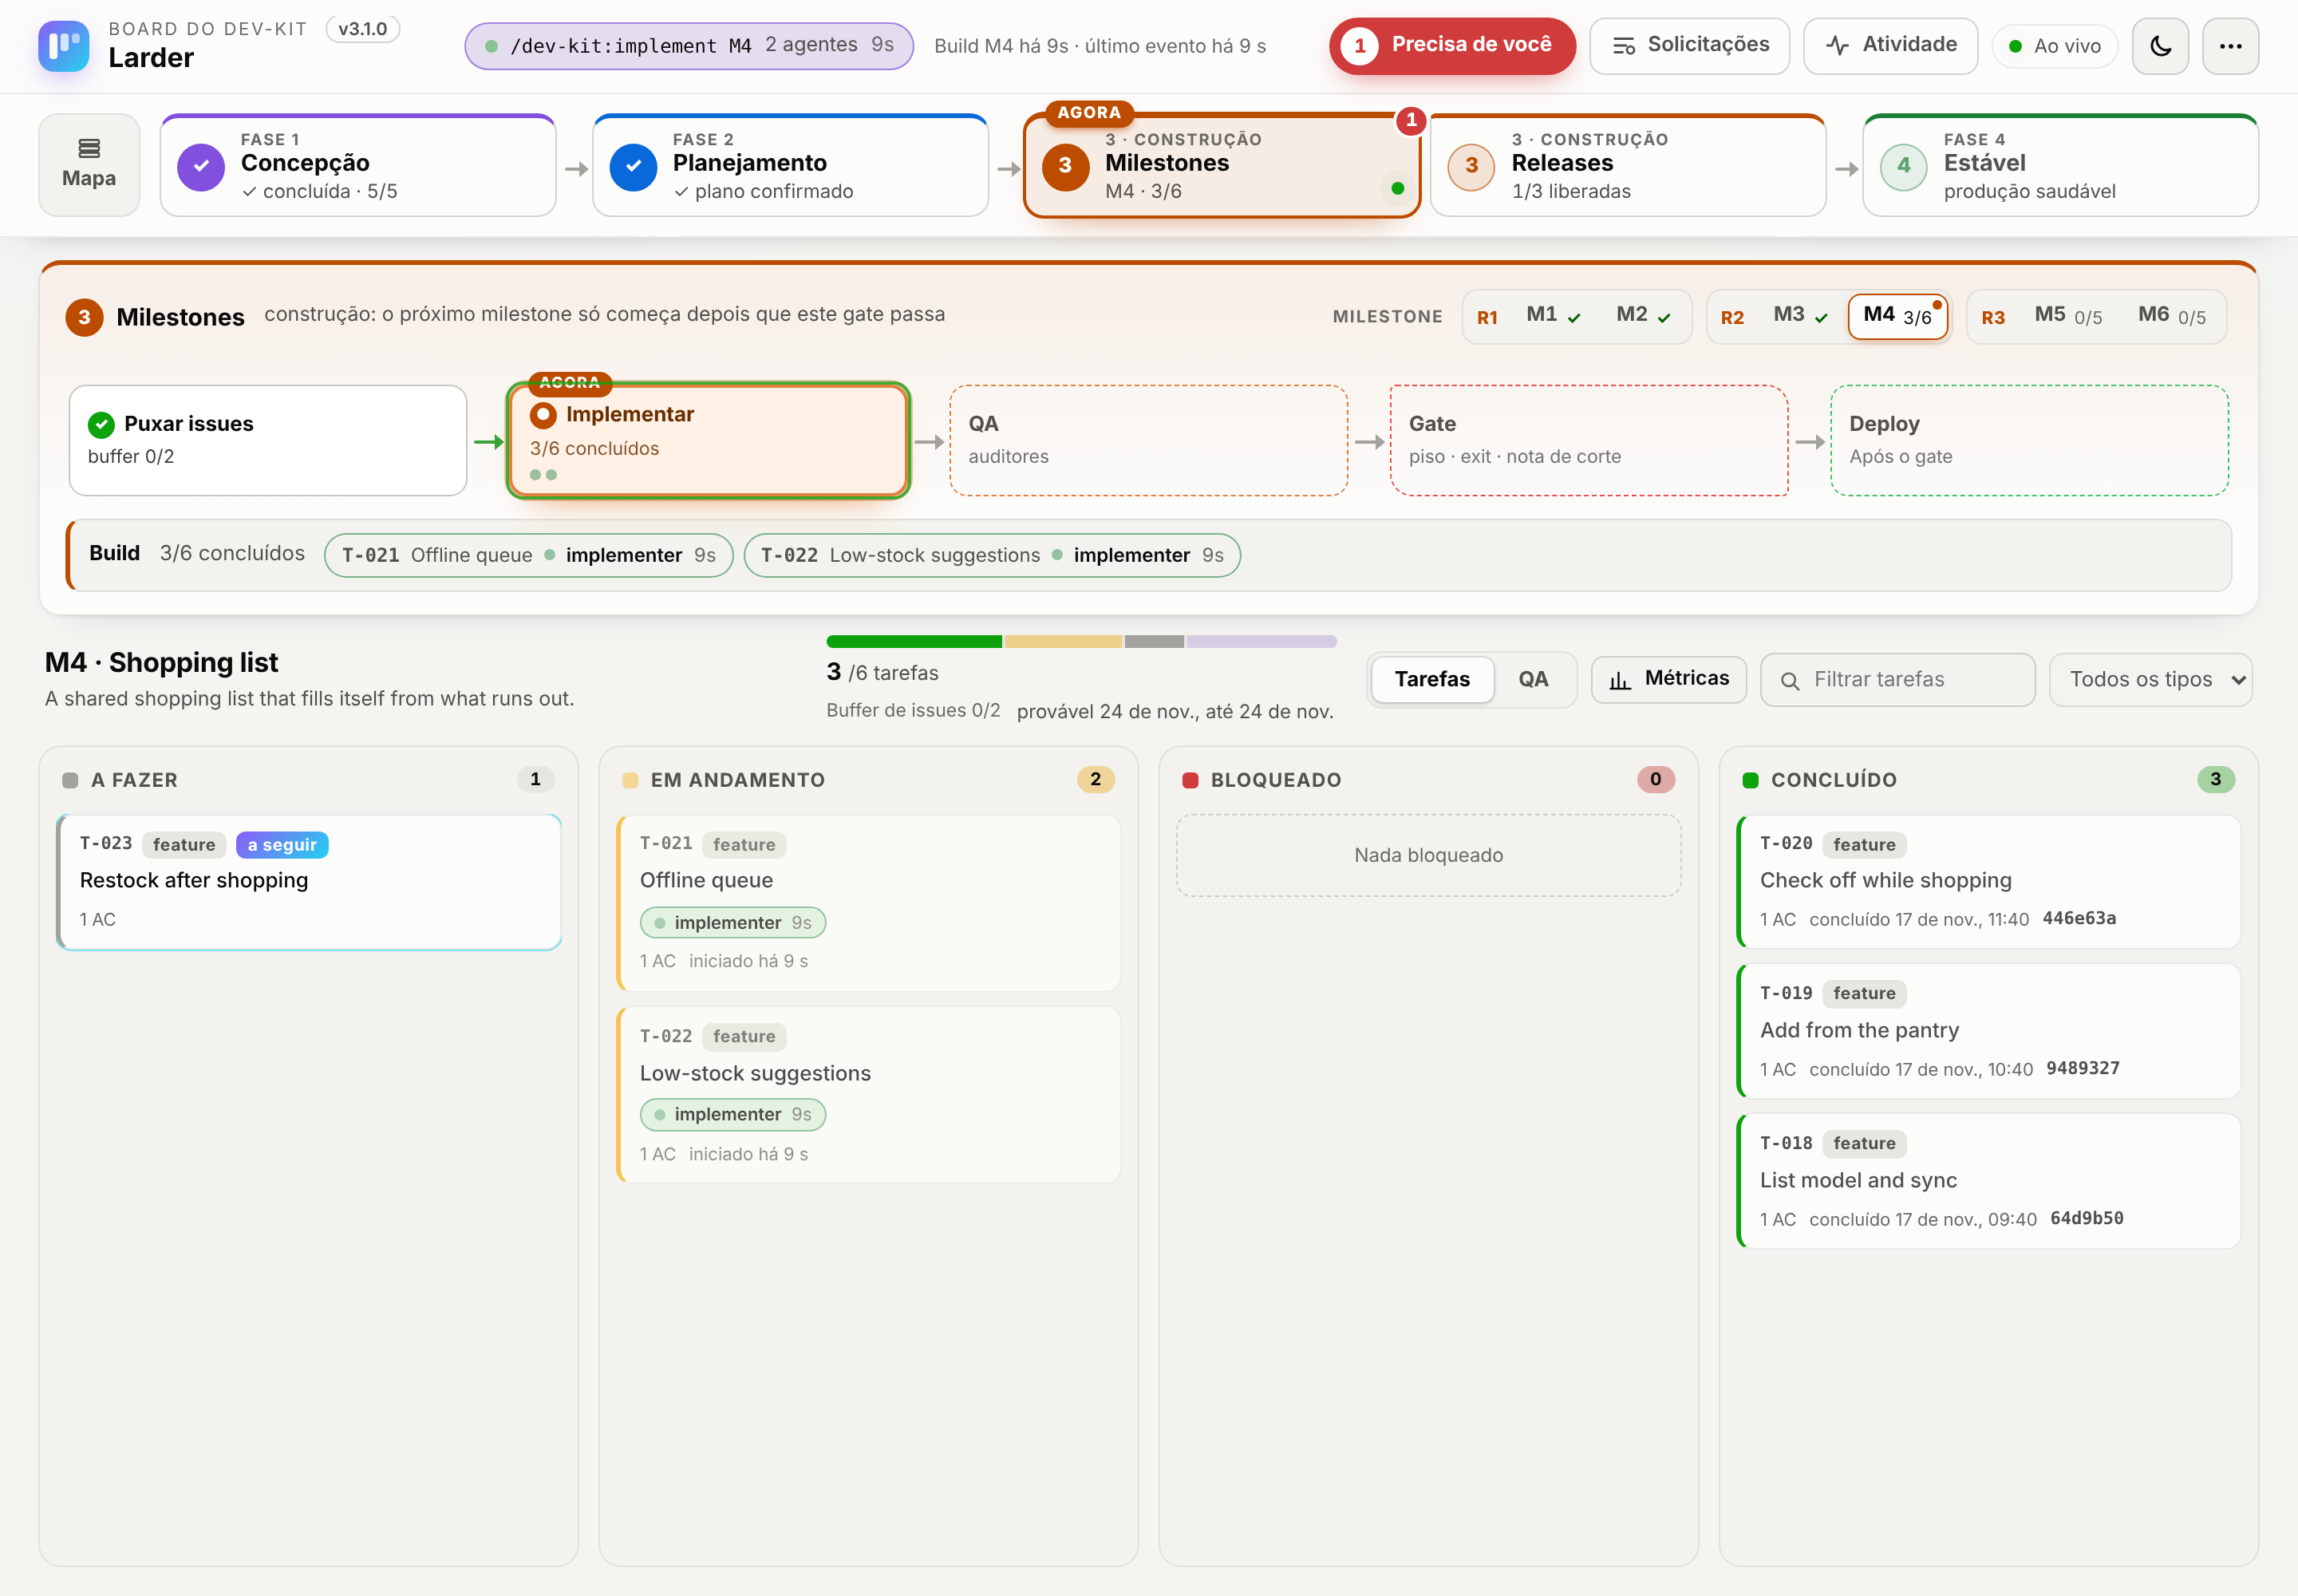 BOARD DO DEV-KIT v3.1.0
Larder
/dev-kit:implement M4 2 agentes 9s
Build M4 há 9s · último evento há 9 s
1 Precisa de você
Solicitações
Atividade
Ao vivo
Mapa
FASE 1
Concepção
concluída · 5/5
FASE 2
Planejamento
plano confirmado
AGORA
1
3 · CONSTRUÇÃO
3 Milestones
M4 · 3/6
3 · CONSTRUÇÃO
3 Releases
1/3 liberadas
FASE 4
4 Estável
produção saudável
3 Milestones construção: o próximo milestone só começa depois que este gate passa
MILESTONE R1 M1 M2 R2 M3 M4 3/6 R3 M5 0/5 M6 0/5
Puxar issues
buffer 0/2
AGORA
Implementar
3/6 concluídos
QA
auditores
Gate
piso · exit · nota de corte
Deploy
Após o gate
Build 3/6 concluídos T-021 Offline queue implementer 9s T-022 Low-stock suggestions implementer 9s
M4 · Shopping list
A shared shopping list that fills itself from what runs out.
3 /6 tarefas
Buffer de issues 0/2 provável 24 de nov., até 24 de nov.
Tarefas QA Métricas Filtrar tarefas Todos os tipos
A FAZER 1
T-023 feature a seguir
Restock after shopping
1 AC
EM ANDAMENTO 2
T-021 feature
Offline queue
implementer 9s
1 AC iniciado há 9 s
T-022 feature
Low-stock suggestions
implementer 9s
1 AC iniciado há 9 s
BLOQUEADO 0
Nada bloqueado
CONCLUÍDO 3
T-020 feature
Check off while shopping
1 AC concluído 17 de nov., 11:40 446e63a
T-019 feature
Add from the pantry
1 AC concluído 17 de nov., 10:40 9489327
T-018 feature
List model and sync
1 AC concluído 17 de nov., 09:40 64d9b50